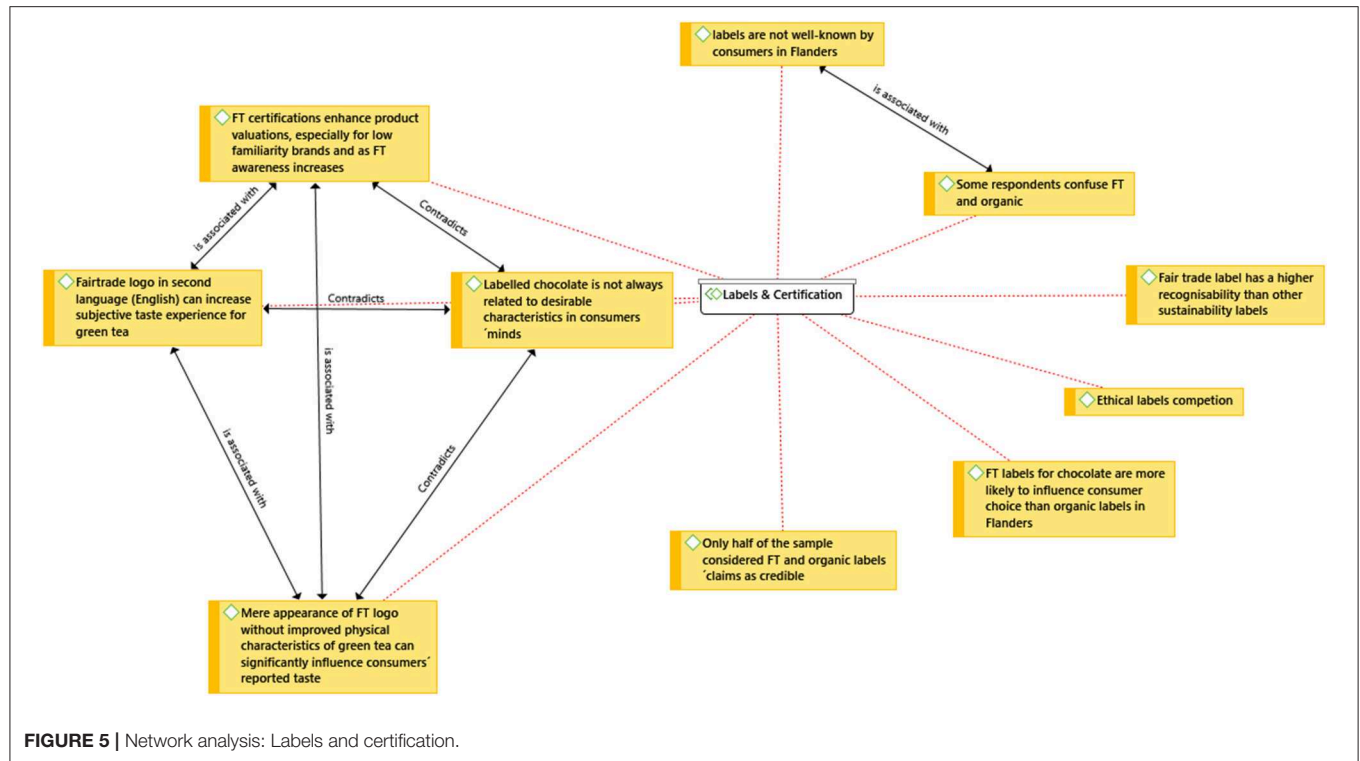 labels are not well-known by
consumers in Flanders
is associated with
FT certifications enhance product
valuations, especially for low
familiarity brands and as FT
awareness increases
Some respondents confuse FT
and organic
is associated with
Contradicts
Fairtrade logo in second
language (English) can increase
subjective taste experience for
green tea
Contradicts
Labelled chocolate is not always
related to desirable
characteristics in consumers
´minds
Labels & Certification
Fair trade label has a higher
recognisability than other
sustainability labels
is associated with
is associated with
Contradicts
Ethical labels competion
FT labels for chocolate are more
likely to influence consumer
choice than organic labels in
Flanders
Only half of the sample
considered FT and organic labels
´claims as credible
Mere appearance of FT logo
without improved physical
characteristics of green tea can
significantly influence consumers´
reported taste
FIGURE 5 | Network analysis: Labels and certification.